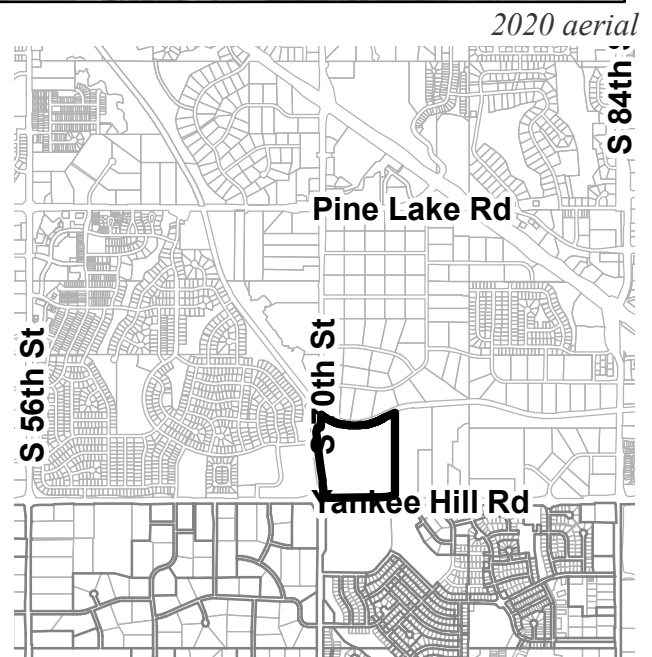 2020 aerial
S 84th S
Pine Lake Rd
S 56th St
S 70th St
Yankee Hill Rd